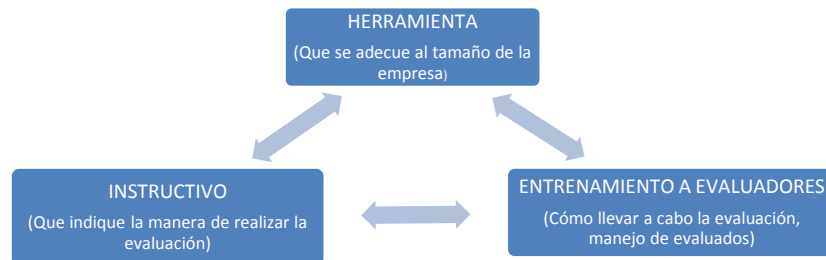 HERRAMIENTA
(Que se adecue al tamaño de la
empresa)
INSTRUCTIVO
(Que indique la manera de realizar la
evaluación)
ENTRENAMIENTO A EVALUADORES
(Cómo llevar a cabo la evaluación,
manejo de evaluados)